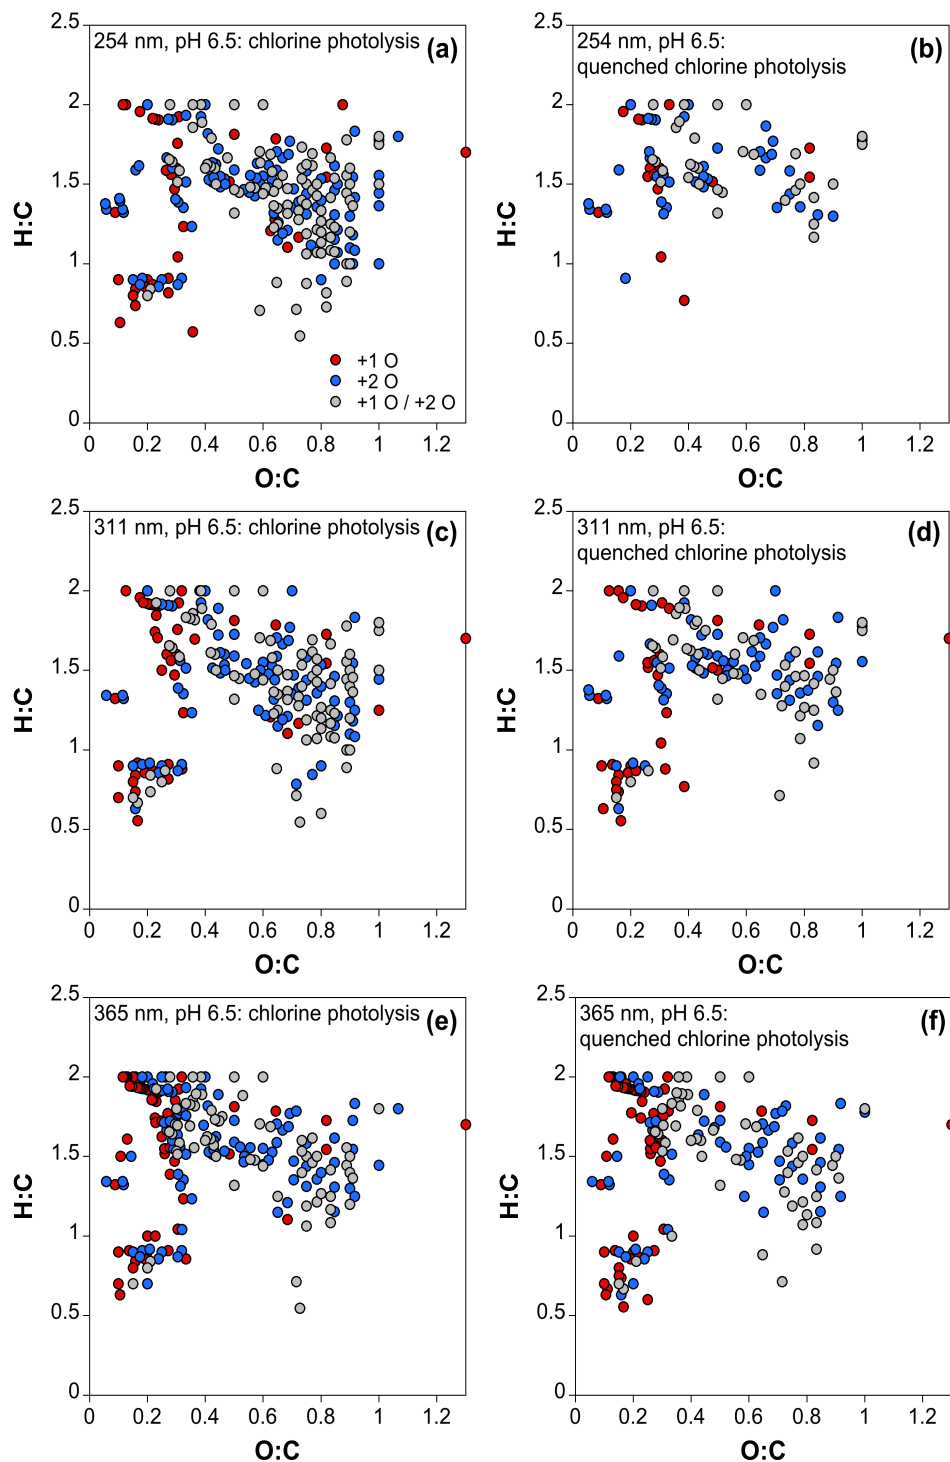 254 nm, pH 6.5: chlorine photolysis (a)
2.5
2
1.5
1
0.5
0
H:C
+1 O
+2 O
+1 O / +2 O
0 0.2 0.4 0.6 0.8 1 1.2
O:C
254 nm, pH 6.5: (b)
quenched chlorine photolysis
2.5
2
1.5
1
0.5
0
H:C
0 0.2 0.4 0.6 0.8 1 1.2
O:C
311 nm, pH 6.5: chlorine photolysis (c)
2.5
2
1.5
1
0.5
0
H:C
0 0.2 0.4 0.6 0.8 1 1.2
O:C
311 nm, pH 6.5: (d)
quenched chlorine photolysis
2.5
2
1.5
1
0.5
0
H:C
0 0.2 0.4 0.6 0.8 1 1.2
O:C
365 nm, pH 6.5: chlorine photolysis (e)
2.5
2
1.5
1
0.5
0
H:C
0 0.2 0.4 0.6 0.8 1 1.2
O:C
365 nm, pH 6.5: (f)
quenched chlorine photolysis
2.5
2
1.5
1
0.5
0
H:C
0 0.2 0.4 0.6 0.8 1 1.2
O:C